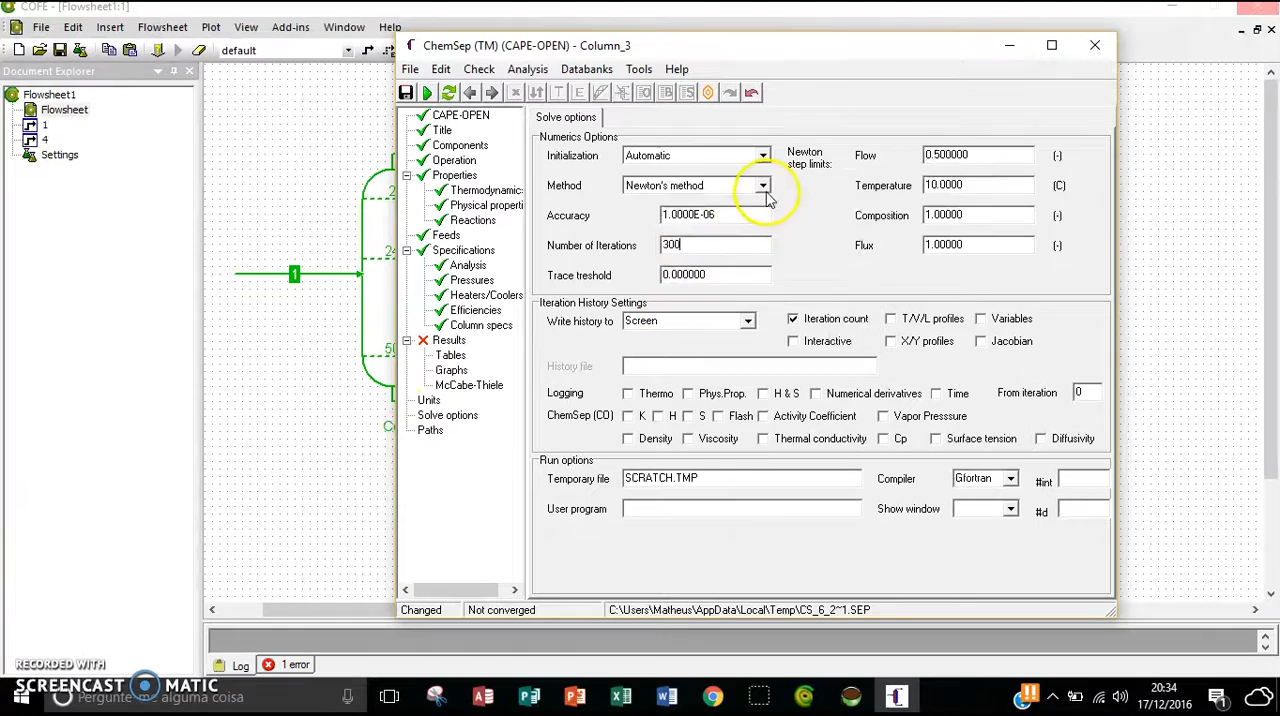 COFE - [Flowsheet1:1]
File Edit Insert Flowsheet Plot View Add-ins Window Help
default
Document Explorer
Flowsheet1
Flowsheet
1
4
Settings
1
ChemSep (TM) (CAPE-OPEN) - Column_3
File Edit Check Analysis Databanks Tools Help
CAPE-OPEN
Title
Components
Operation
Properties
Thermodynamic:
Physical properti
Reactions
Feeds
Specifications
Analysis
Pressures
Heaters/Coolers
Efficiencies
Column specs
Results
Tables
Graphs
McCabe-Thiele
Units
Solve options
Paths
Solve options
Numerics Options
Initialization Automatic
Newton step limits:
Flow 0.500000 (-)
Method Newton's method
Temperature 10.0000 (C)
Accuracy 1.0000E-06
Composition 1.00000 (-)
Number of Iterations 300
Flux 1.00000 (-)
Trace treshold 0.000000
Iteration History Settings
Write history to Screen
Iteration count T/V/L profiles Variables
Interactive X/Y profiles Jacobian
History file
Logging Thermo Phys.Prop. H & S Numerical derivatives Time From iteration 0
ChemSep (CO) K H S Flash Activity Coefficient Vapor Presssure
Density Viscosity Thermal conductivity Cp Surface tension Diffusivity
Run options
Temporary file SCRATCH.TMP Compiler Gfortran #int
User program Show window #d
Changed Not converged C:\Users\Matheus\AppData\Local\Temp\CS_6_2~1.SEP
Log 1 error
RECORDED WITH
SCREENCAST MATIC
Pergunte-me alguma coisa
20:34
17/12/2016
1